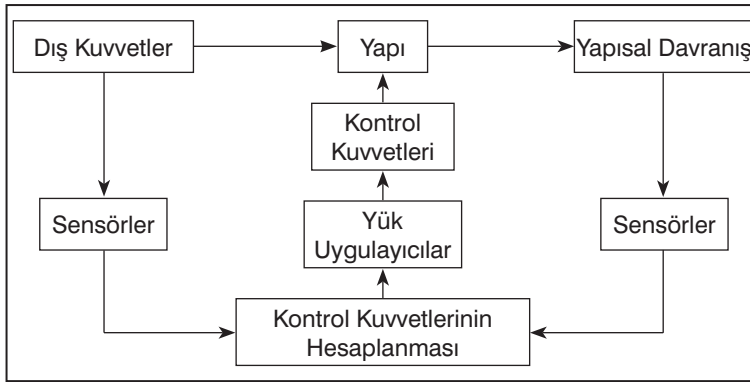 Dış Kuvvetler
Yapı
Yapısal Davranış
Kontrol
Kuvvetleri
Sensörler
Yük
Uygulayıcılar
Sensörler
Kontrol Kuvvetlerinin
Hesaplanması